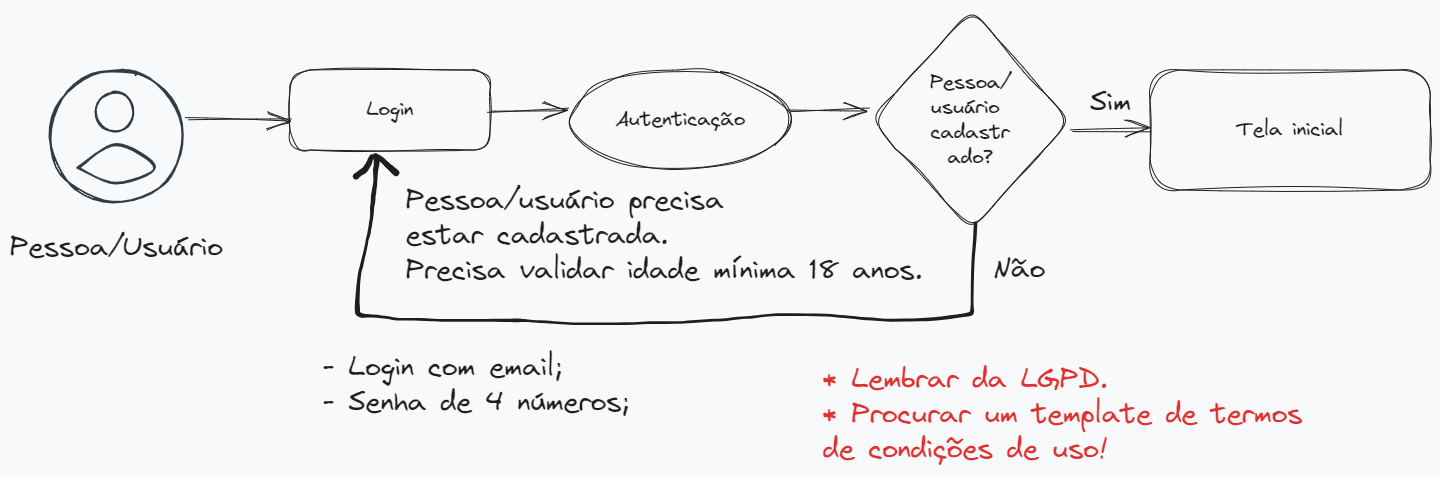 Pessoa/Usuário
Login
Autenticação
Pessoa/
usuário
cadastr
ado?
Sim
Tela inicial
Pessoa/usuário precisa
estar cadastrada.
Precisa validar idade mínima 18 anos.
Não
- Login com email;
- Senha de 4 números;
* Lembrar da LGPD.
* Procurar um template de termos
de condições de uso!